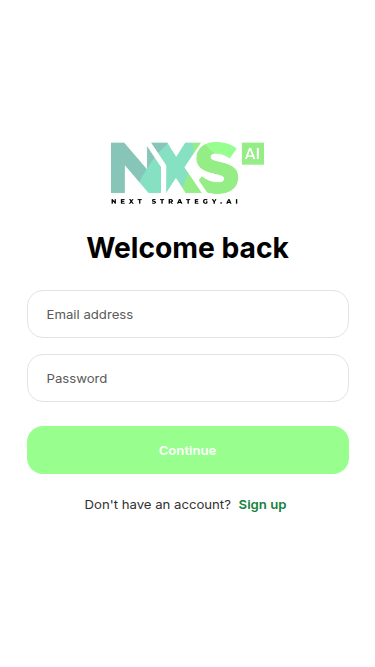 NXS AI
NEXT STRATEGY.AI
Welcome back
Email address
Password
Continue
Don't have an account? Sign up